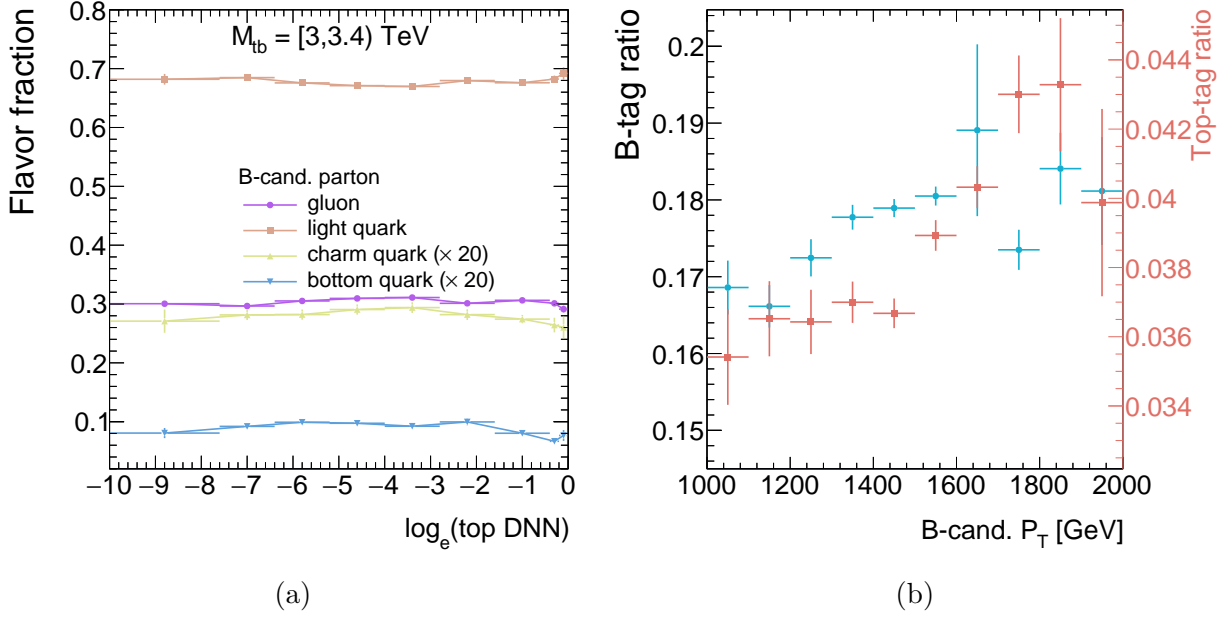 Flavor fraction
0.8
0.7
0.6
0.5
0.4
0.3
0.2
0.1
M_tb = [3,3.4) TeV
B-cand. parton
gluon
light quark
charm quark (× 20)
bottom quark (× 20)
−10 −9 −8 −7 −6 −5 −4 −3 −2 −1 0
log_e(top DNN)
(a)
B-tag ratio
0.2
0.19
0.18
0.17
0.16
0.15
1000 1200 1400 1600 1800 2000
B-cand. P_T [GeV]
Top-tag ratio
0.044
0.042
0.04
0.038
0.036
0.034
(b)